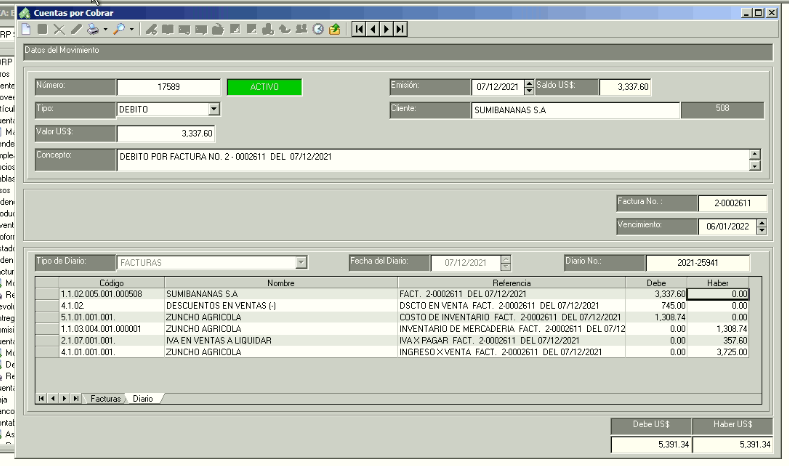 Cuentas por Cobrar
Datos del Movimiento
Número: 17589 ACTIVO Emisión: 07/12/2021 Saldo US$: 3,337.60
Tipo: DEBITO Cliente: SUMIBANANAS S.A 508
Valor US$: 3,337.60
Concepto: DEBITO POR FACTURA NO. 2 - 0002611 DEL 07/12/2021
Factura No. : 2-0002611
Vencimiento: 06/01/2022
Tipo de Diario: FACTURAS Fecha del Diario: 07/12/2021 Diario No.: 2021-25941
Código Nombre Referencia Debe Haber
1.1.02.005.001.000508 SUMIBANANAS S.A FACT. 2-0002611 DEL 07/12/2021 3,337.60 0.00
4.1.02. DESCUENTOS EN VENTAS (-) DSCTO EN VENTA FACT. 2-0002611 DEL 07/12/2021 745.00 0.00
5.1.01.001.001. ZUNCHO AGRICOLA COSTO DE INVENTARIO FACT. 2-0002611 DEL 07/12/2021 1,308.74 0.00
1.1.03.004.001.000001 ZUNCHO AGRICOLA INVENTARIO DE MERCADERIA FACT. 2-0002611 DEL 07/12 0.00 1,308.74
2.1.07.001.001. IVA EN VENTAS A LIQUIDAR IVA X PAGAR FACT. 2-0002611 DEL 07/12/2021 0.00 357.60
4.1.01.001.001. ZUNCHO AGRICOLA INGRESO X VENTA FACT. 2-0002611 DEL 07/12/2021 0.00 3,725.00
Facturas Diario
Debe US$ Haber US$
5,391.34 5,391.34